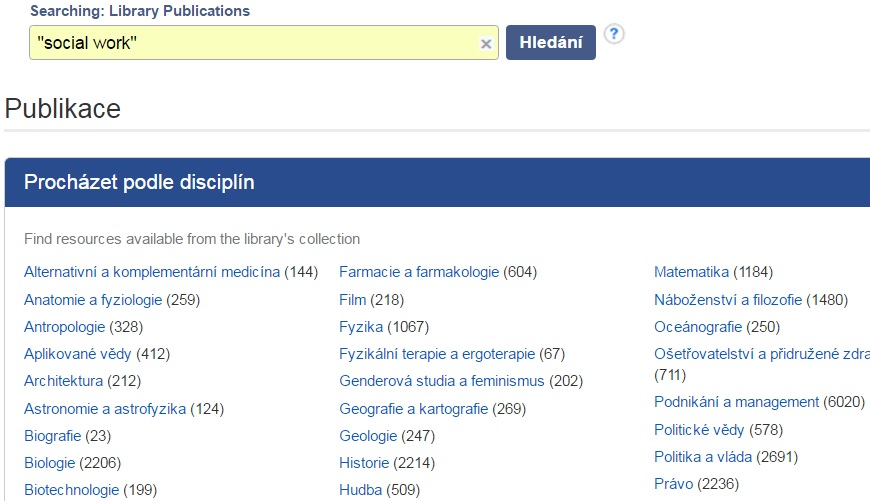 Searching: Library Publications
"social work"
Hledání
?
Publikace
Procházet podle disciplín
Find resources available from the library's collection
Alternativní a komplementární medicína (144)
Anatomie a fyziologie (259)
Antropologie (328)
Aplikované vědy (412)
Architektura (212)
Astronomie a astrofyzika (124)
Biografie (23)
Biologie (2206)
Biotechnologie (199)
Farmacie a farmakologie (604)
Film (218)
Fyzika (1067)
Fyzikální terapie a ergoterapie (67)
Genderová studia a feminismus (202)
Geografie a kartografie (269)
Geologie (247)
Historie (2214)
Hudba (509)
Matematika (1184)
Náboženství a filozofie (1480)
Oceánografie (250)
Ošetřovatelství a přidružené zdra
(711)
Podnikání a management (6020)
Politické vědy (578)
Politika a vláda (2691)
Právo (2236)